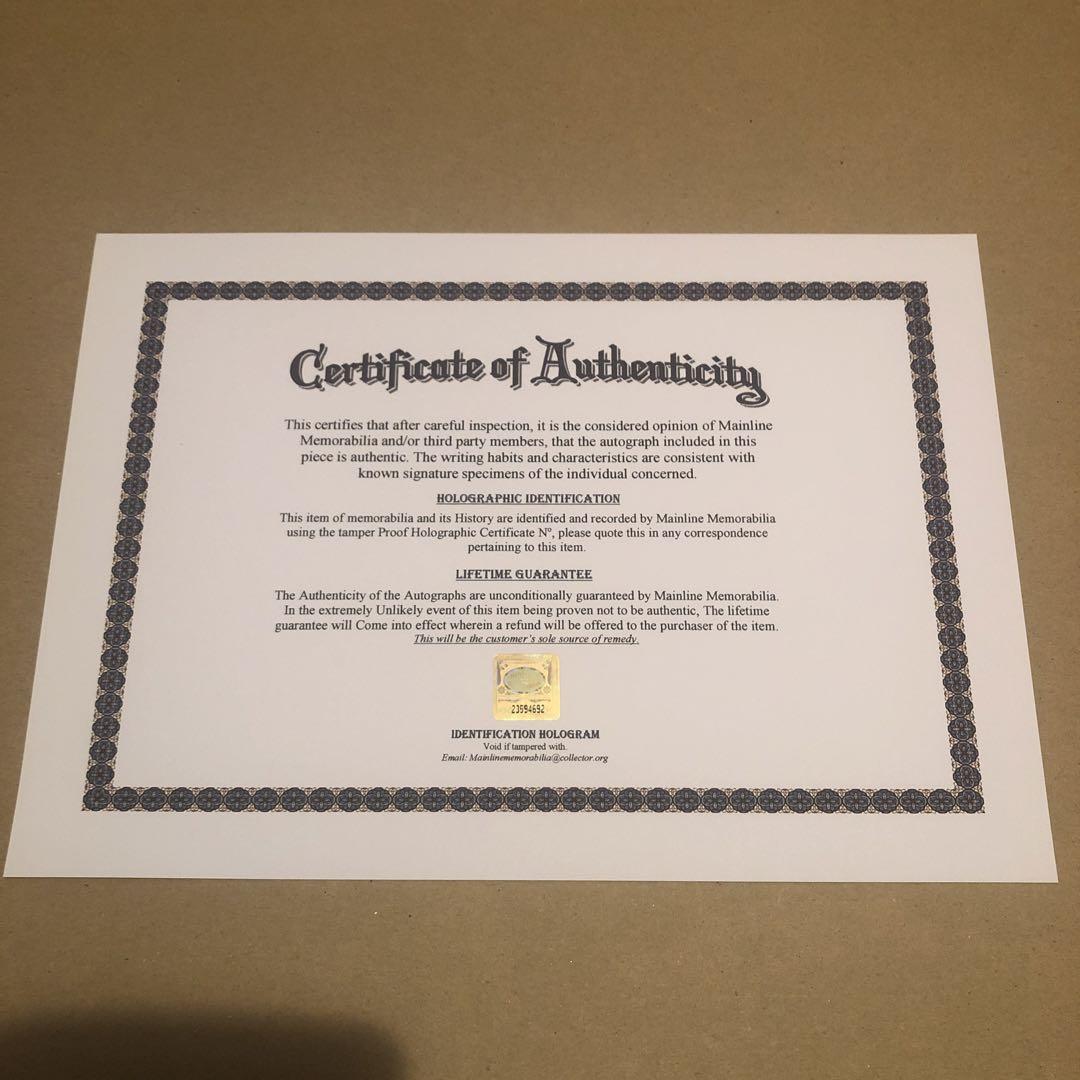 Certificate of Authenticity
This certifies that after careful inspection, it is the considered opinion of Mainline
Memorabilia and/or third party members, that the autograph included in this
piece is authentic. The writing habits and characteristics are consistent with
known signature specimens of the individual concerned.
HOLOGRAPHIC IDENTIFICATION
This item of memorabilia and its History are identified and recorded by Mainline Memorabilia
using the tamper Proof Holographic Certificate Nº, please quote this in any correspondence
pertaining to this item.
LIFETIME GUARANTEE
The Authenticity of the Autographs are unconditionally guaranteed by Mainline Memorabilia.
In the extremely Unlikely event of this item being proven not to be authentic, The lifetime
guarantee will Come into effect wherein a refund will be offered to the purchaser of the item.
This will be the customer's sole source of remedy.
23594692
IDENTIFICATION HOLOGRAM
Void if tampered with.
Email: Mainlinememorabilia@collector.org